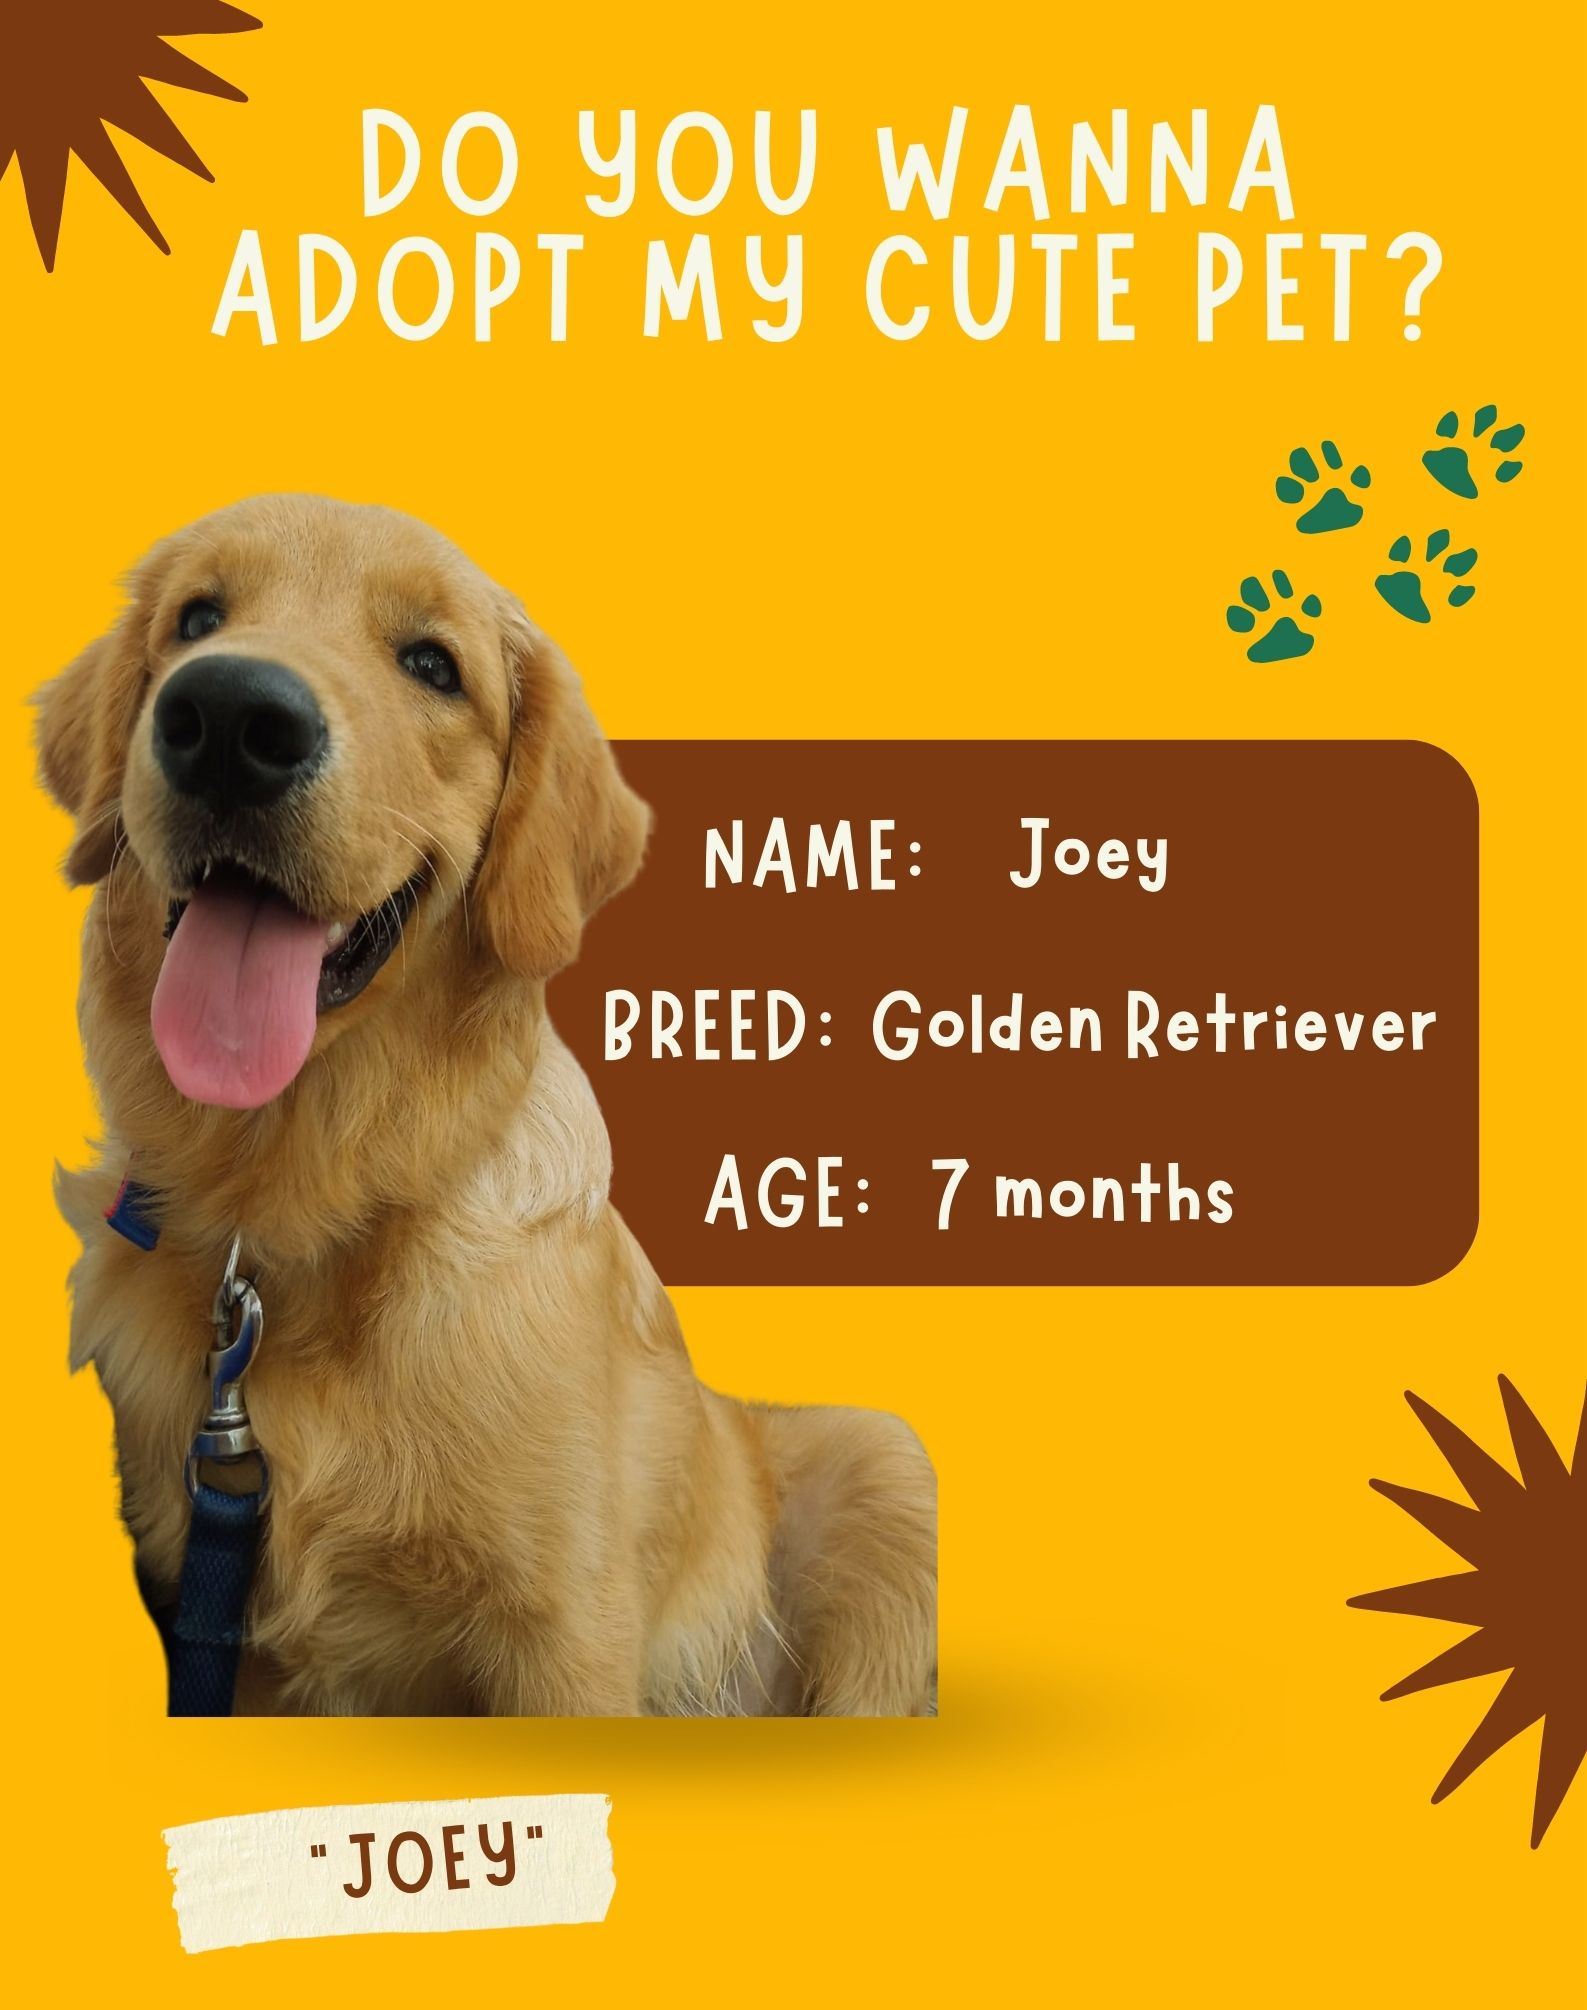 DO YOU WANNA
ADOPT MY CUTE PET?
NAME: Joey
BREED: Golden Retriever
AGE: 7 months
"JOEY"